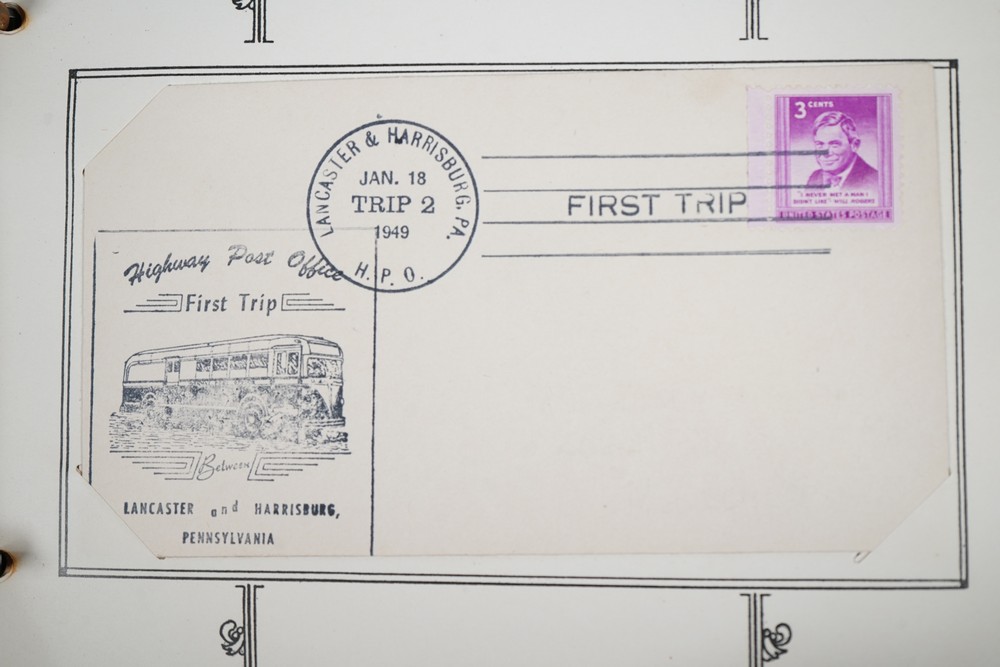 LANCASTER & HARRISBURG, PA.
JAN. 18
TRIP 2
1949
H. P. O.
FIRST TRIP
3 CENTS
"I NEVER MET A MAN I
DIDN'T LIKE" WILL ROGERS
UNITED STATES POSTAGE
Highway Post Office
First Trip
Between
LANCASTER and HARRISBURG,
PENNSYLVANIA